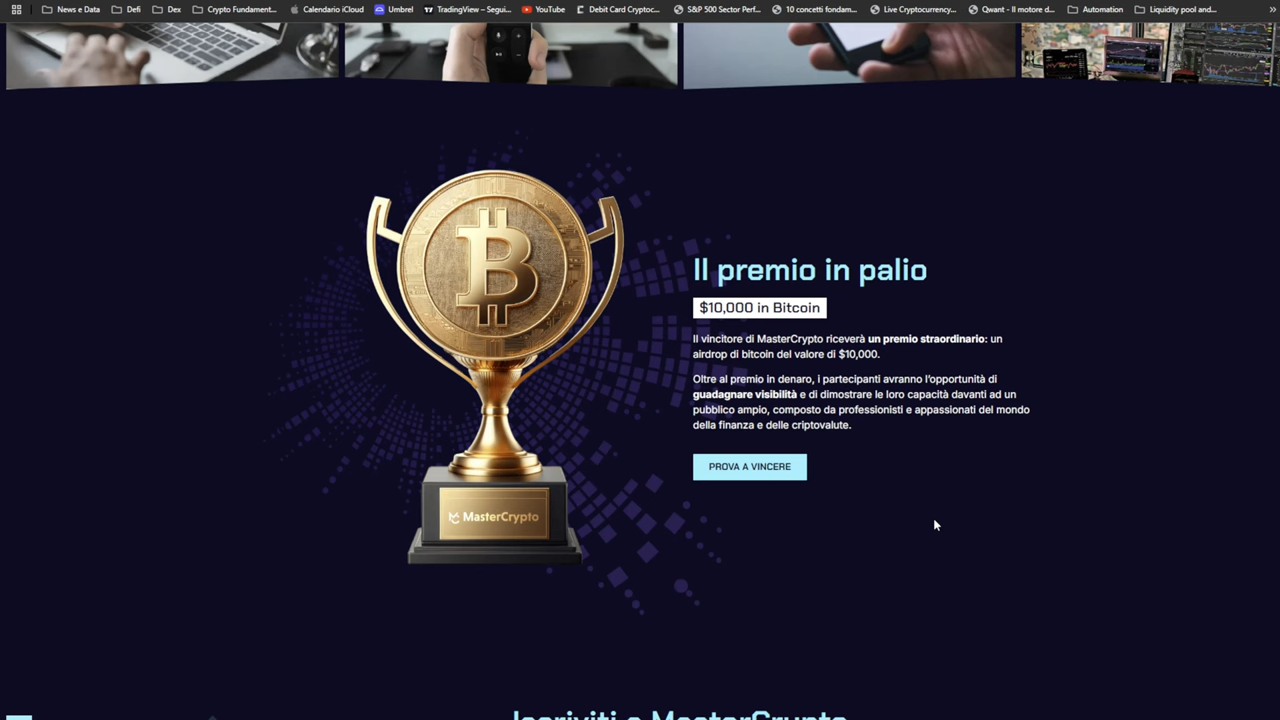 News e Data
Defi
Dex
Crypto Fundament...
Calendario iCloud
Umbrel
TradingView – Segui...
YouTube
Debit Card Cryptoc...
S&P 500 Sector Perf...
10 concetti fondam...
Live Cryptocurrency...
Qwant - Il motore d...
Automation
Liquidity pool and...
Il premio in palio
$10,000 in Bitcoin
Il vincitore di MasterCrypto riceverà un premio straordinario: un
airdrop di bitcoin del valore di $10,000.
Oltre al premio in denaro, i partecipanti avranno l'opportunità di
guadagnare visibilità e di dimostrare le loro capacità davanti ad un
pubblico ampio, composto da professionisti e appassionati del mondo
della finanza e delle criptovalute.
PROVA A VINCERE
MasterCrypto
Iscriviti a MasterCrypto